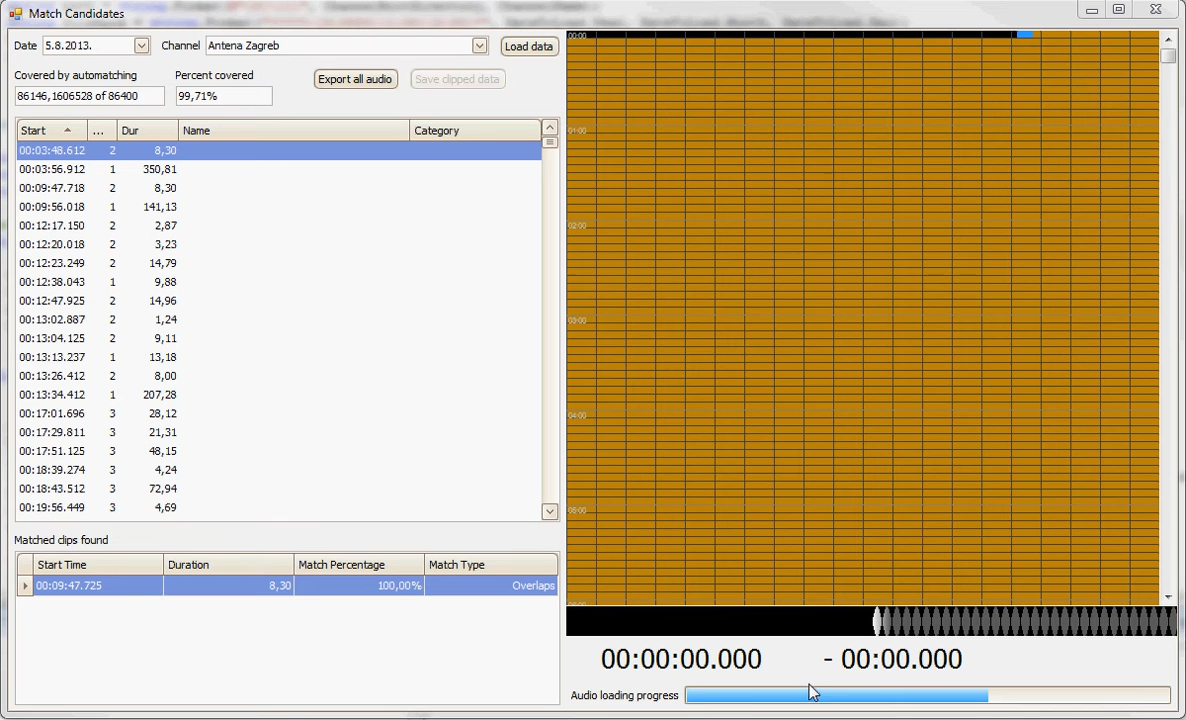 Match Candidates
Date 5.8.2013. Channel Antena Zagreb Load data
Covered by automatching Percent covered Export all audio Save clipped data
86146,1606528 of 86400 99,71%
Start ... Dur Name Category
00:03:48.612 2 8,30
00:03:56.912 1 350,81
00:09:47.718 2 8,30
00:09:56.018 1 141,13
00:12:17.150 2 2,87
00:12:20.018 2 3,23
00:12:23.249 2 14,79
00:12:38.043 1 9,88
00:12:47.925 2 14,96
00:13:02.887 2 1,24
00:13:04.125 2 9,11
00:13:13.237 1 13,18
00:13:26.412 2 8,00
00:13:34.412 1 207,28
00:17:01.696 3 28,12
00:17:29.811 3 21,31
00:17:51.125 3 48,15
00:18:39.274 3 4,24
00:18:43.512 3 72,94
00:19:56.449 3 4,69
Matched clips found
Start Time Duration Match Percentage Match Type
00:09:47.725 8,30 100,00% Overlaps
00:00
01:00
02:00
03:00
04:00
05:00
00:00:00.000 - 00:00.000
Audio loading progress